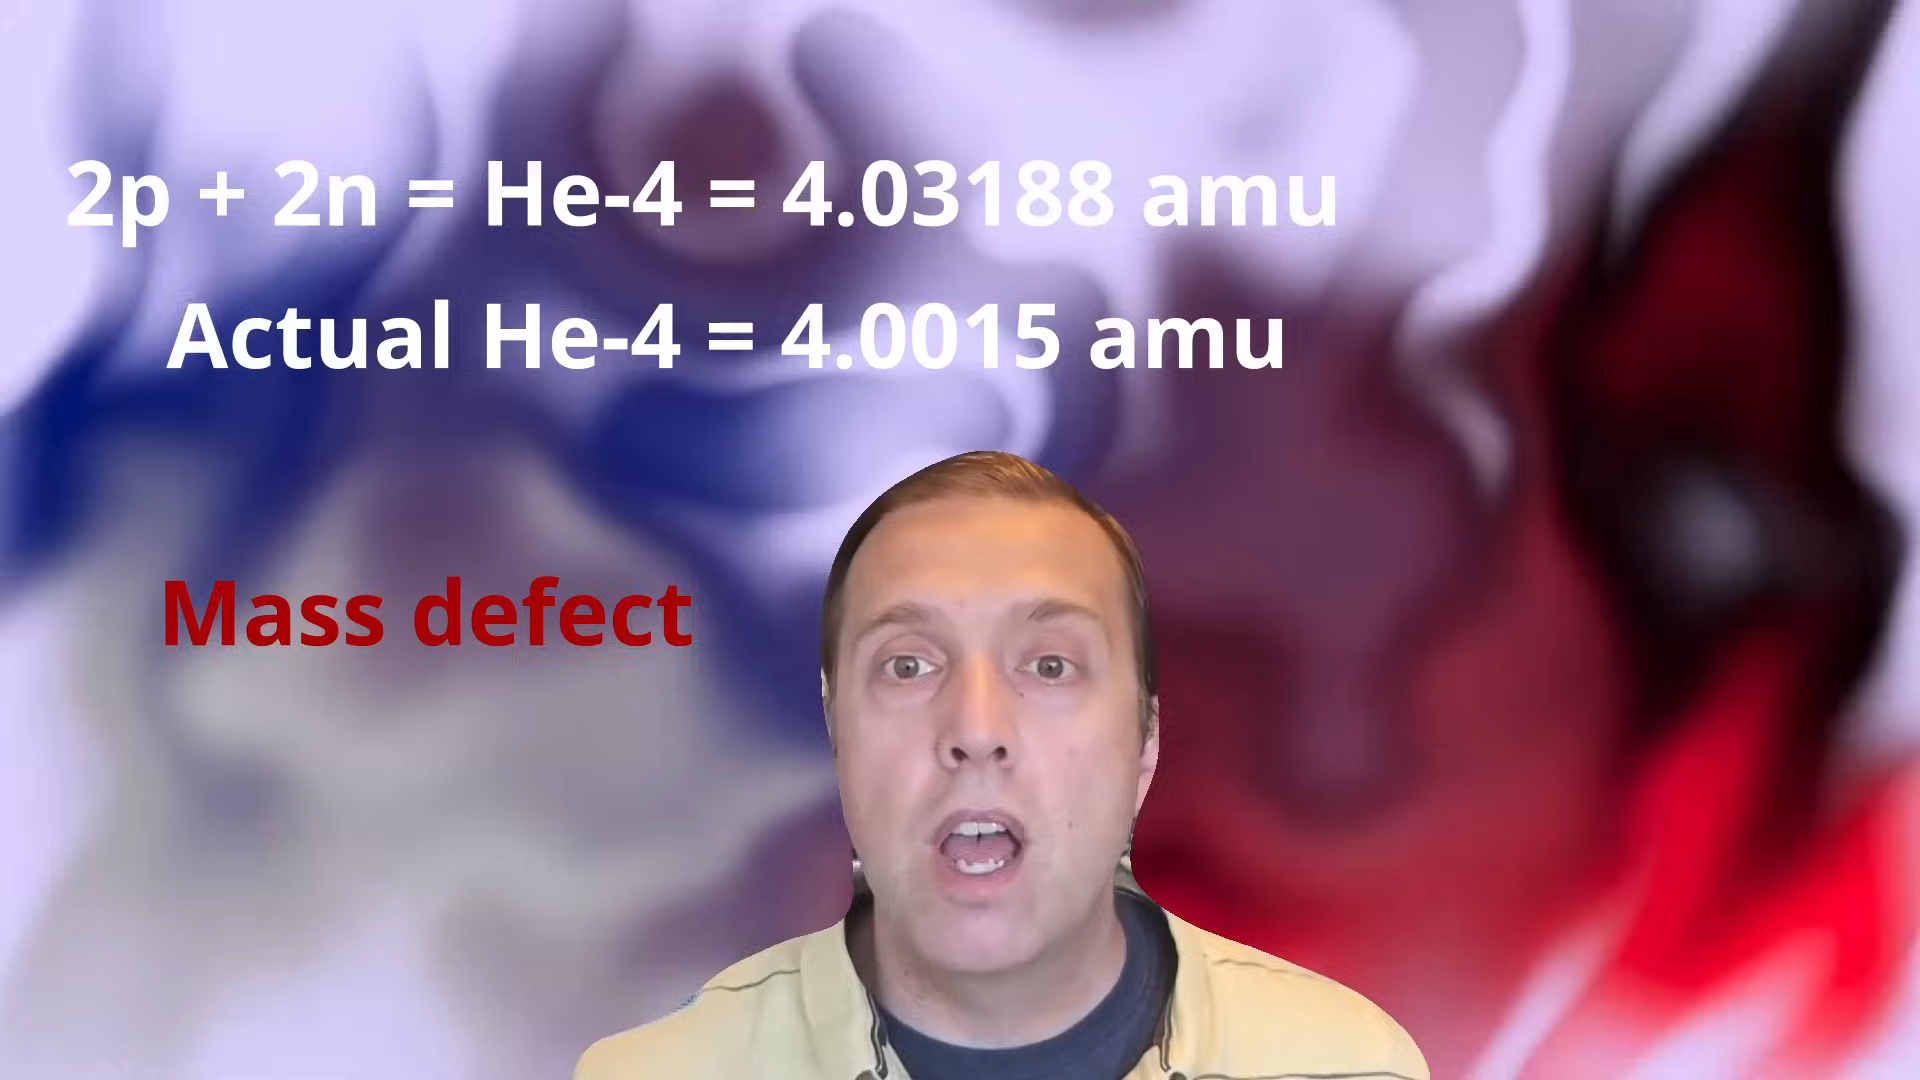 2p + 2n = He-4 = 4.03188 amu
Actual He-4 = 4.0015 amu
Mass defect